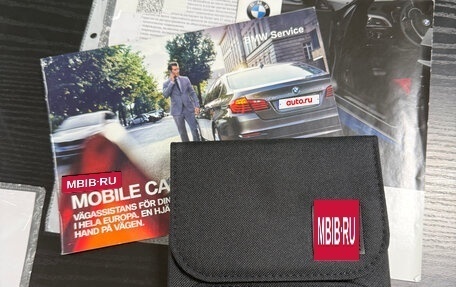 BMW Service
auto.ru
MBIB·RU
MOBILE CA
VÄGASSISTANS FÖR DIN
I HELA EUROPA. EN HJÄ
HAND PÅ VÄGEN.
MBIB·RU